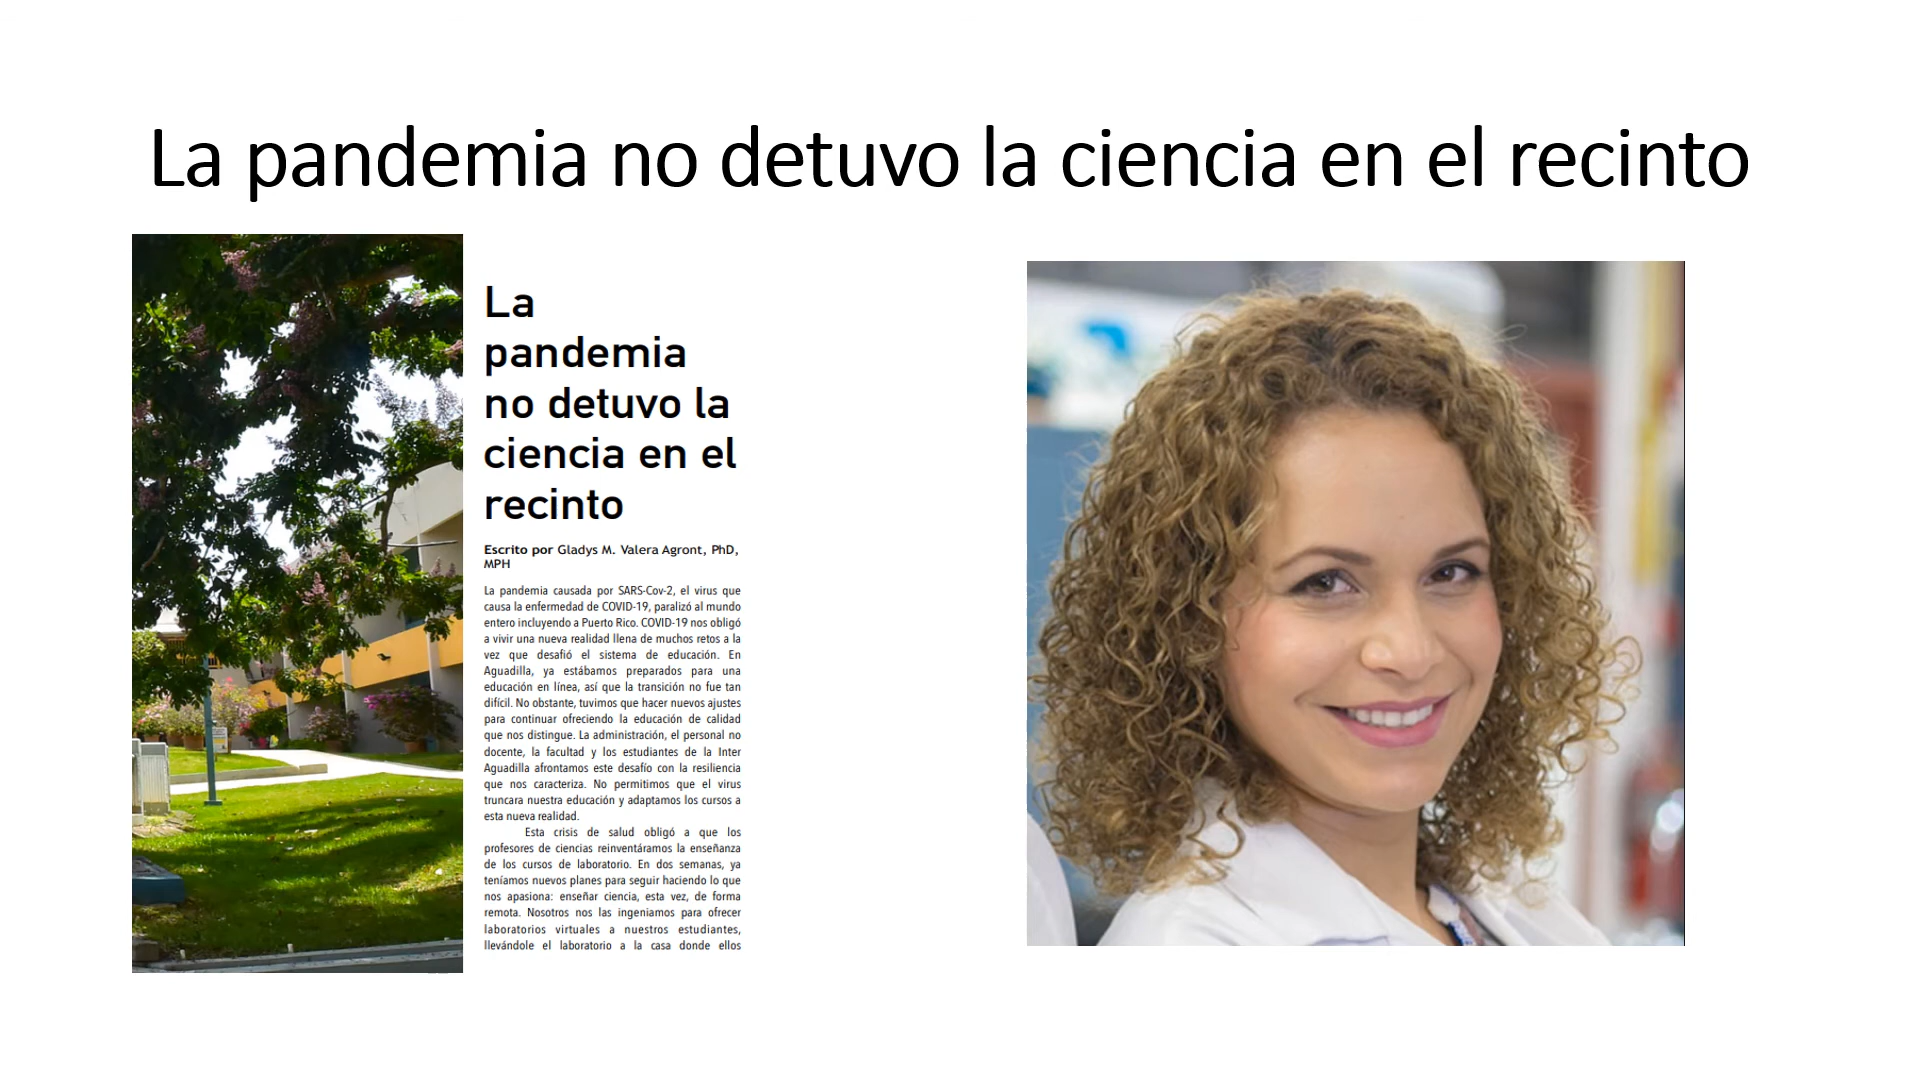 La pandemia no detuvo la ciencia en el recinto
La
pandemia
no detuvo la
ciencia en el
recinto
Escrito por Gladys M. Valera Agront, PhD,
MPH
La pandemia causada por SARS-Cov-2, el virus que
causa la enfermedad de COVID-19, paralizó al mundo
entero incluyendo a Puerto Rico. COVID-19 nos obligó
a vivir una nueva realidad llena de muchos retos a la
vez que desafió el sistema de educación. En
Aguadilla, ya estábamos preparados para una
educación en línea, así que la transición no fue tan
difícil. No obstante, tuvimos que hacer nuevos ajustes
para continuar ofreciendo la educación de calidad
que nos distingue. La administración, el personal no
docente, la facultad y los estudiantes de la Inter
Aguadilla afrontamos este desafío con la resiliencia
que nos caracteriza. No permitimos que el virus
truncara nuestra educación y adaptamos los cursos a
esta nueva realidad.
Esta crisis de salud obligó a que los
profesores de ciencias reinventáramos la enseñanza
de los cursos de laboratorio. En dos semanas, ya
teníamos nuevos planes para seguir haciendo lo que
nos apasiona: enseñar ciencia, esta vez, de forma
remota. Nosotros nos las ingeniamos para ofrecer
laboratorios virtuales a nuestros estudiantes,
llevándole el laboratorio a la casa donde ellos